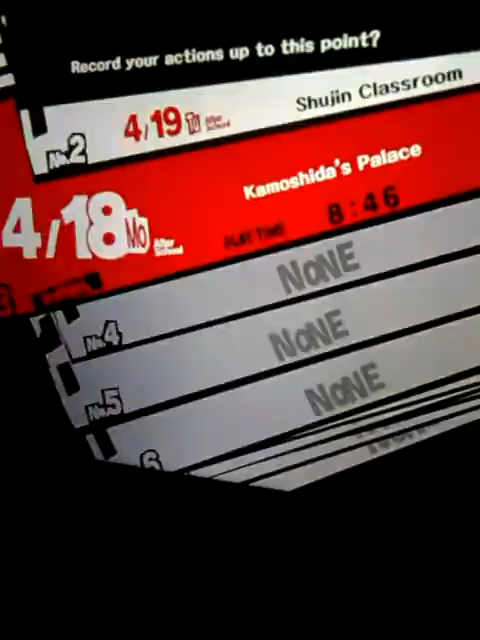 Record your actions up to this point?
No.2 4/19 Tu After School Shujin Classroom
4/18 Mo After School Kamoshida's Palace
PLAY TIME 8:46
3
No.4 NONE
No.5 NONE
6 NONE